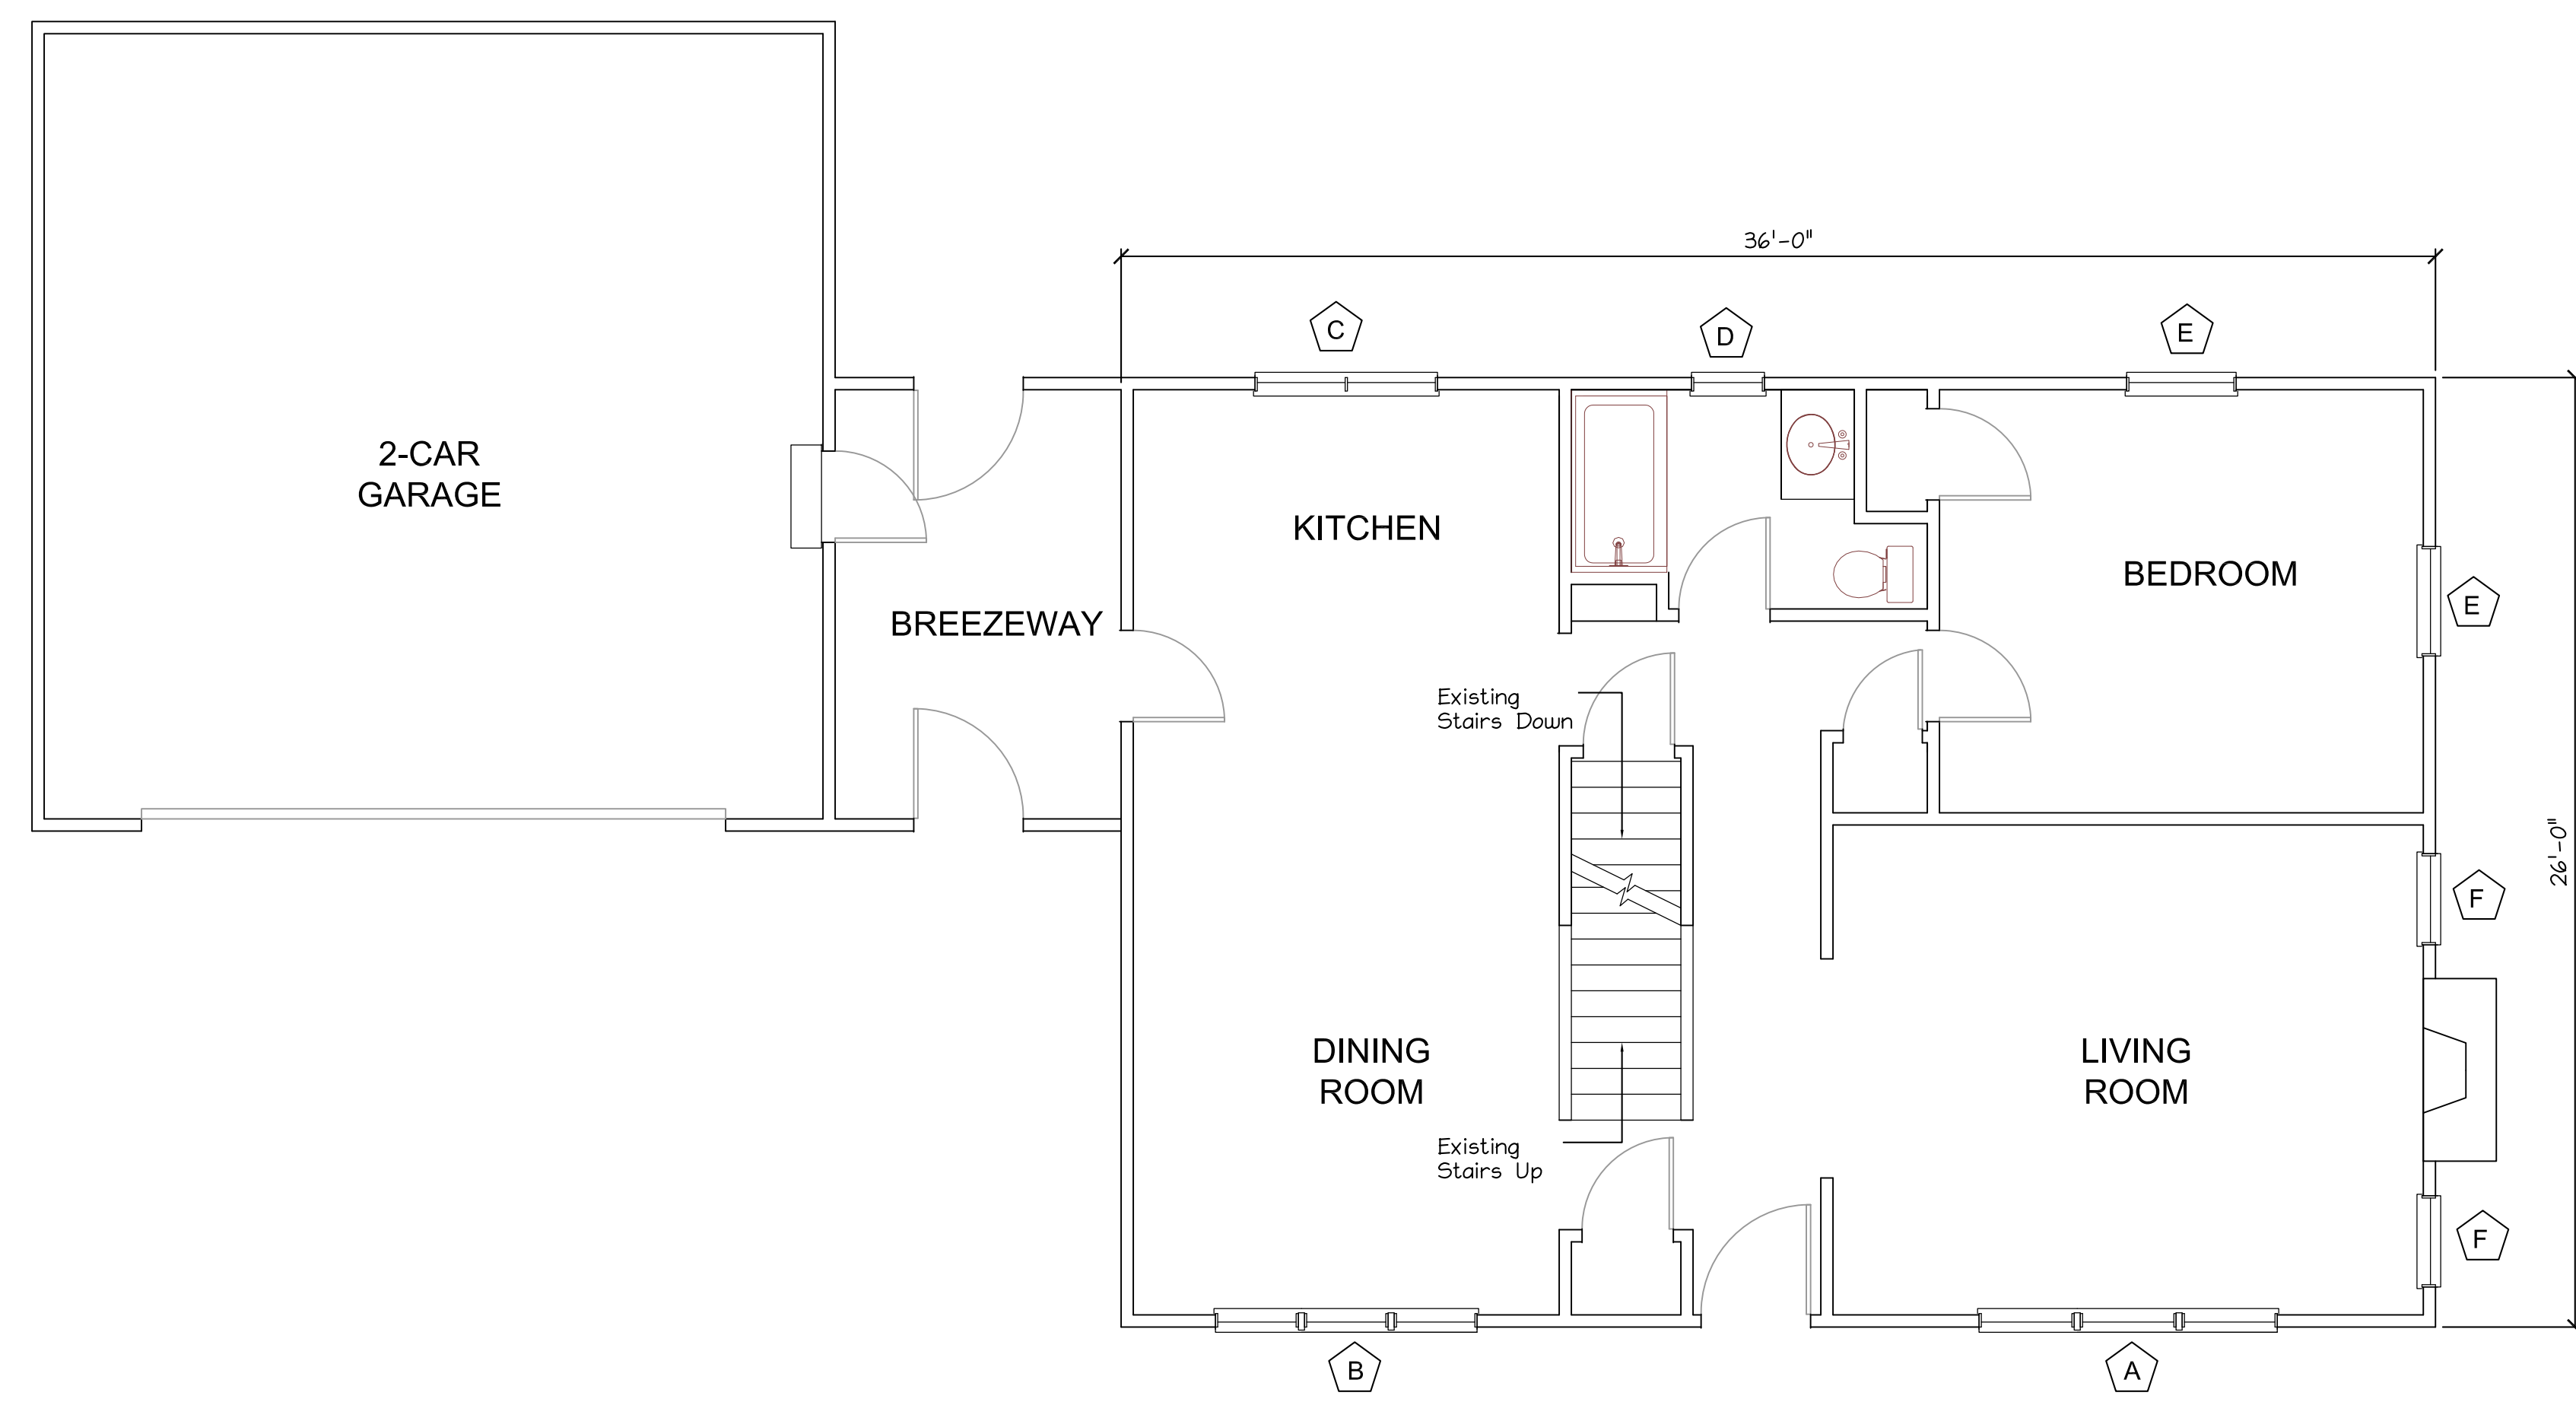 36'-0"
C
D
E
2-CAR
GARAGE
KITCHEN
BEDROOM
BREEZEWAY
E
Existing
Stairs Down
26'-0"
F
DINING
ROOM
LIVING
ROOM
Existing
Stairs Up
F
B
A